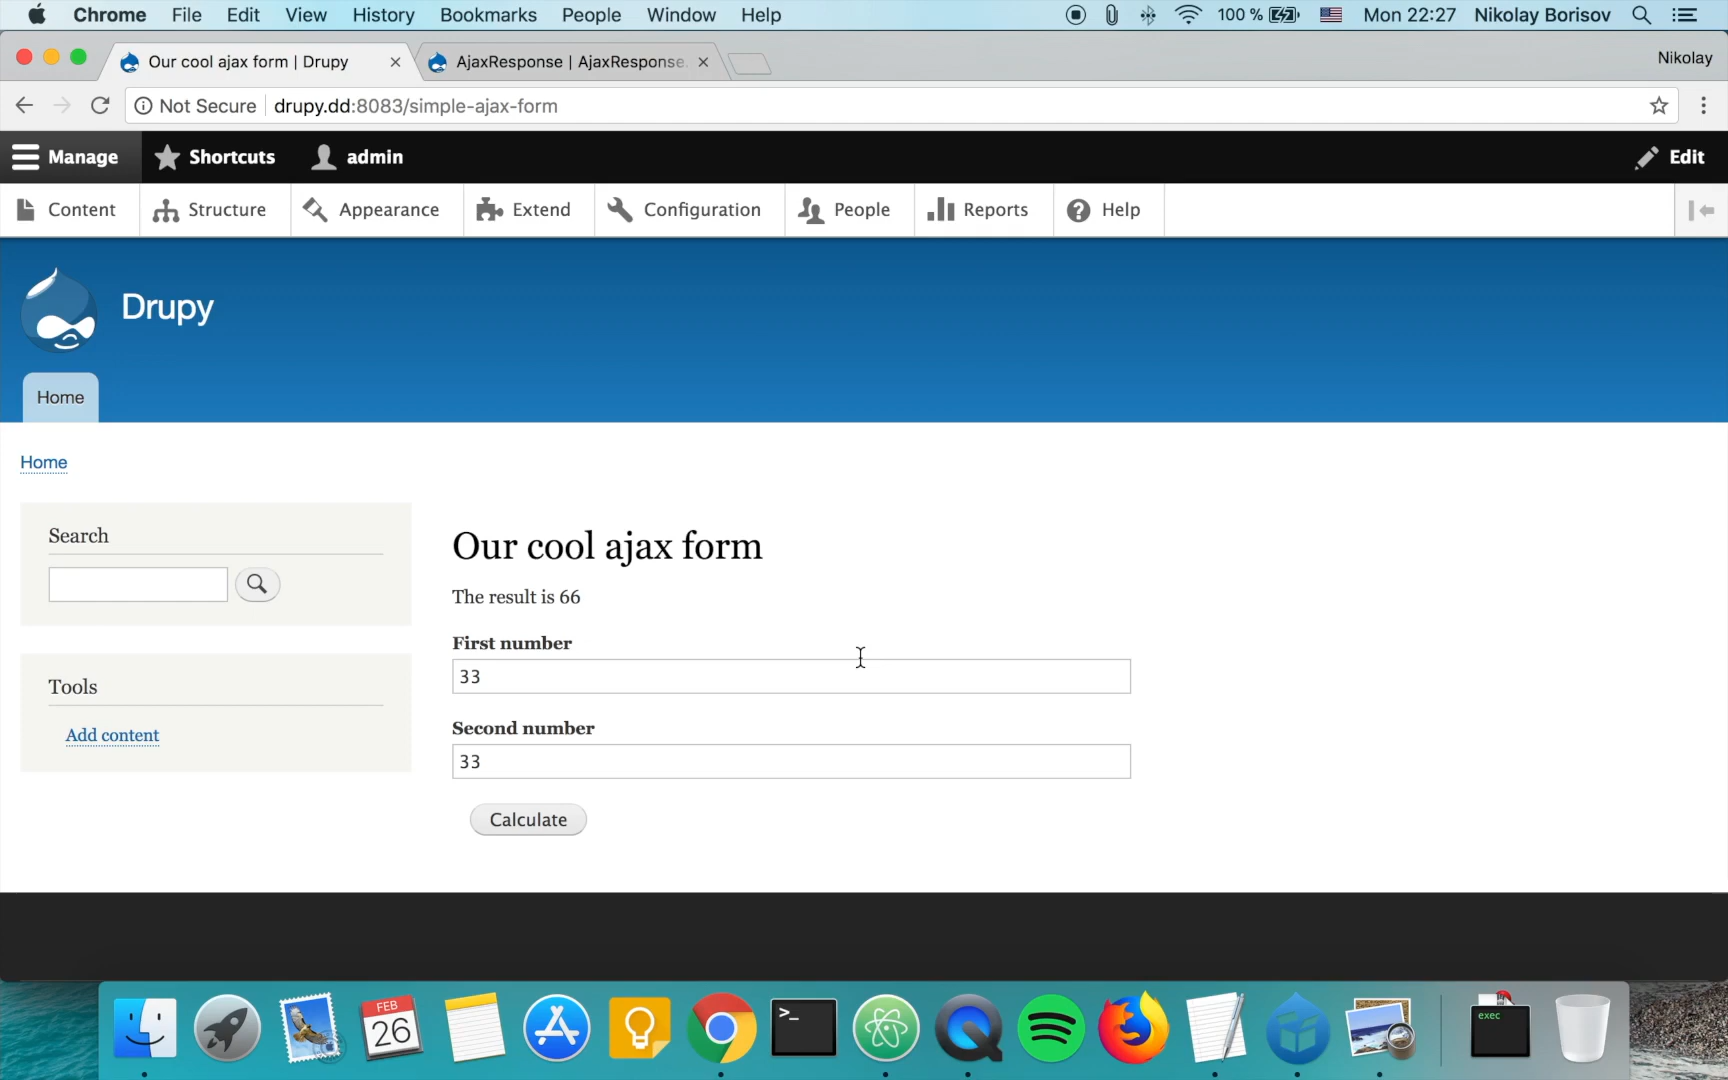 Chrome File Edit View History Bookmarks People Window Help 100 % Mon 22:27 Nikolay Borisov
Our cool ajax form | Drupy AjaxResponse | AjaxResponse. Nikolay
Not Secure drupy.dd:8083/simple-ajax-form
Manage Shortcuts admin Edit
Content Structure Appearance Extend Configuration People Reports Help
Drupy
Home
Home
Search
Tools
Add content
Our cool ajax form
The result is 66
First number
33
Second number
33
Calculate
FEB
26
>_
exec